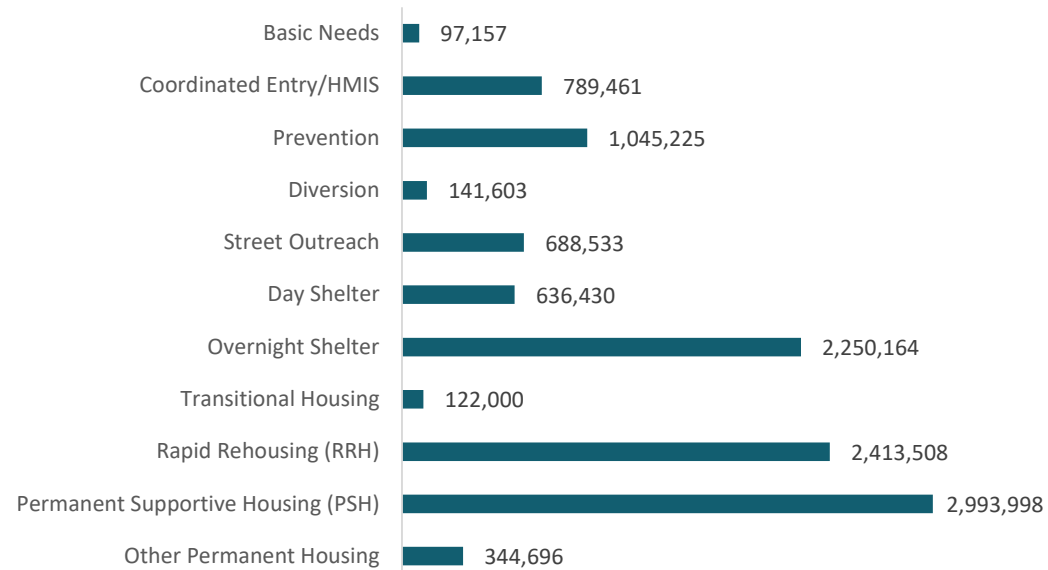 Basic Needs 97,157
Coordinated Entry/HMIS 789,461
Prevention 1,045,225
Diversion 141,603
Street Outreach 688,533
Day Shelter 636,430
Overnight Shelter 2,250,164
Transitional Housing 122,000
Rapid Rehousing (RRH) 2,413,508
Permanent Supportive Housing (PSH) 2,993,998
Other Permanent Housing 344,696